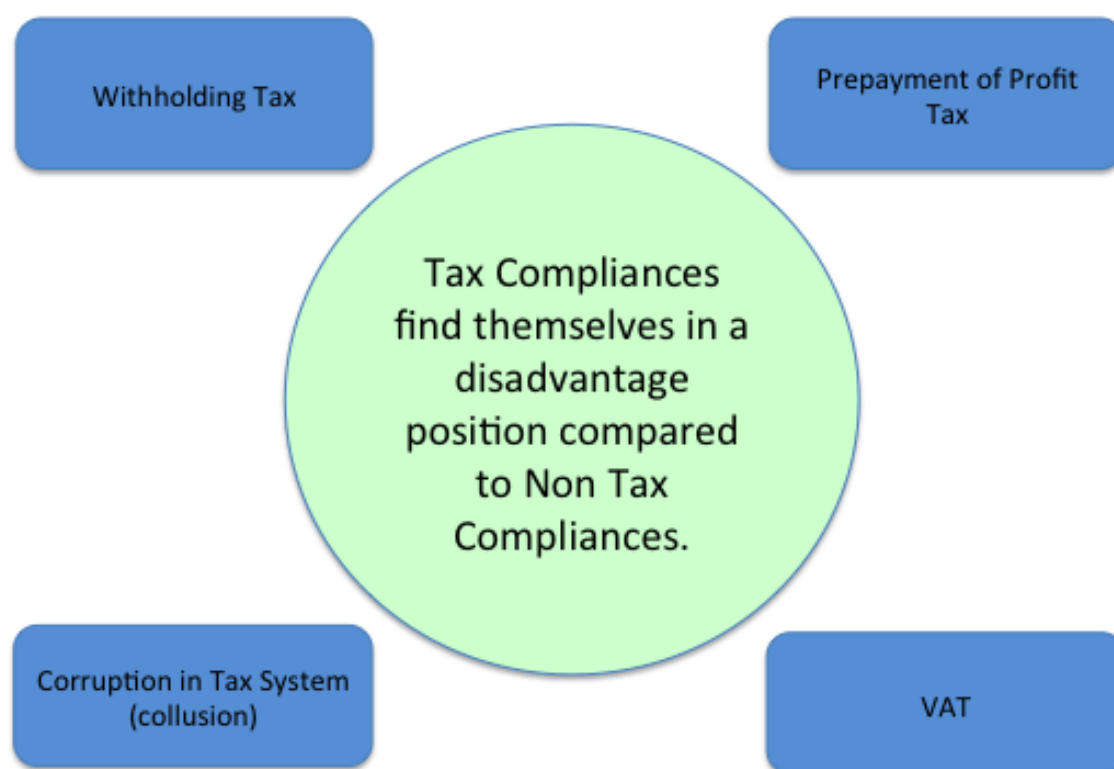 Withholding Tax
Prepayment of Profit
Tax
Tax Compliances
find themselves in a
disadvantage
position compared
to Non Tax
Compliances.
Corruption in Tax System
(collusion)
VAT